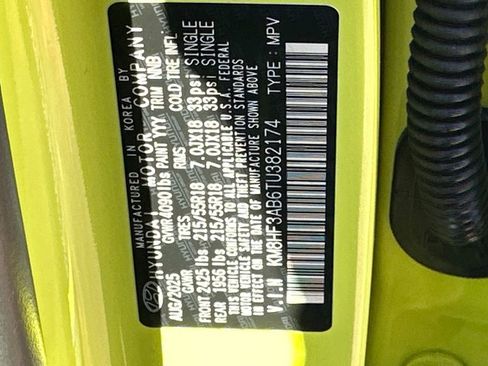 MANUFACTURED IN KOREA BY
HYUNDAI MOTOR COMPANY
GVWR 4090lbs PAINT YYY TRIM NNB
AUG/2025 GAWR TIRES RIMS COLD TIRE INFL.
FRONT 2425 lbs 215/55R18 7.0JX18 33psi SINGLE
REAR 1956 lbs 215/55R18 7.0JX18 33psi SINGLE
THIS VEHICLE CONFORMS TO ALL APPLICABLE U.S.A. FEDERAL
MOTOR VEHICLE SAFETY AND THEFT PREVENTION STANDARDS
IN EFFECT ON THE DATE OF MANUFACTURE SHOWN ABOVE
V.I.N KM8HF3AB6TU382174 TYPE : MPV